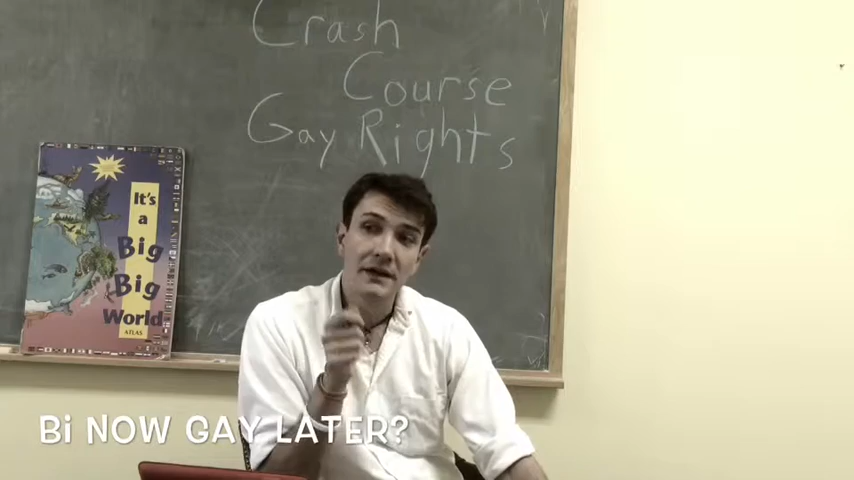 Crash
Course
Gay Rights
It's
a
Big
Big
World
ATLAS
Bi now gay later?